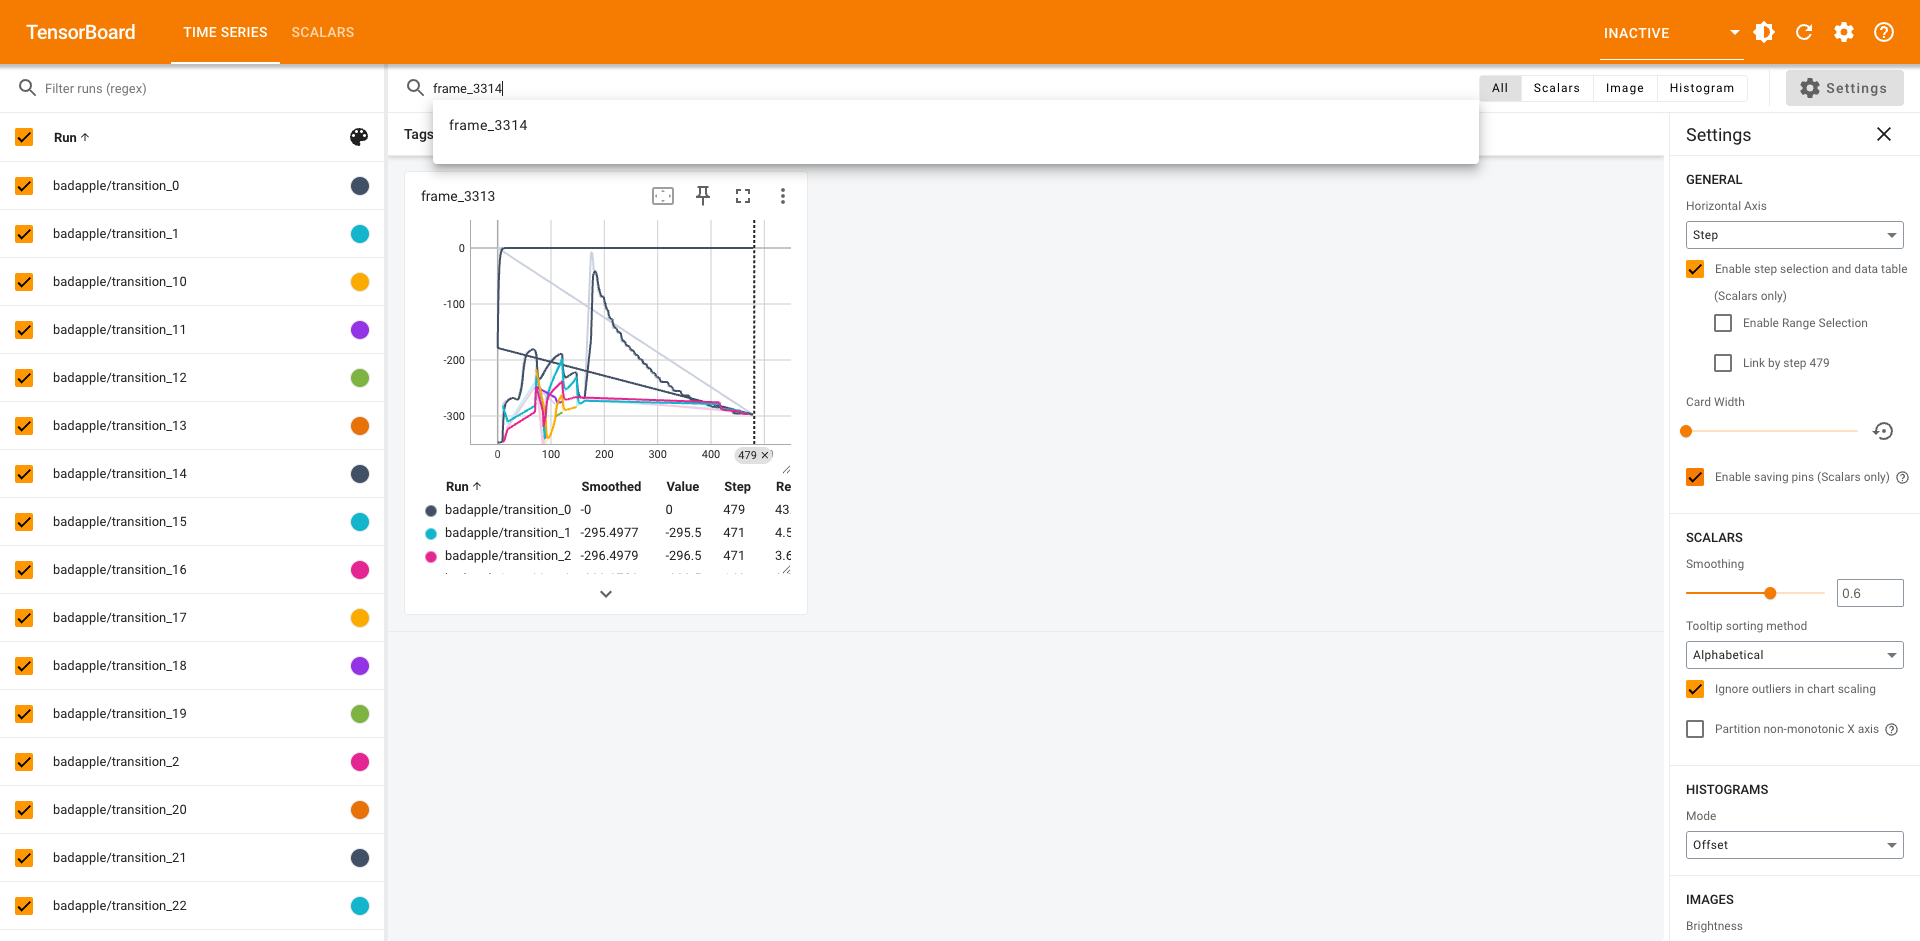 TensorBoard
TIME SERIES
SCALARS
INACTIVE
Filter runs (regex)
frame_3314
All
Scalars
Image
Histogram
Settings
frame_3314
Run
Tags
Settings
badapple/transition_0
badapple/transition_1
badapple/transition_10
badapple/transition_11
badapple/transition_12
badapple/transition_13
badapple/transition_14
badapple/transition_15
badapple/transition_16
badapple/transition_17
badapple/transition_18
badapple/transition_19
badapple/transition_2
badapple/transition_20
badapple/transition_21
badapple/transition_22
frame_3313
0
-100
-200
-300
0 100 200 300 400 479
Run Smoothed Value Step Re
badapple/transition_0 -0 0 479 43.
badapple/transition_1 -295.4977 -295.5 471 4.5
badapple/transition_2 -296.4979 -296.5 471 3.6
GENERAL
Horizontal Axis
Step
Enable step selection and data table
(Scalars only)
Enable Range Selection
Link by step 479
Card Width
Enable saving pins (Scalars only)
SCALARS
Smoothing
0.6
Tooltip sorting method
Alphabetical
Ignore outliers in chart scaling
Partition non-monotonic X axis
HISTOGRAMS
Mode
Offset
IMAGES
Brightness